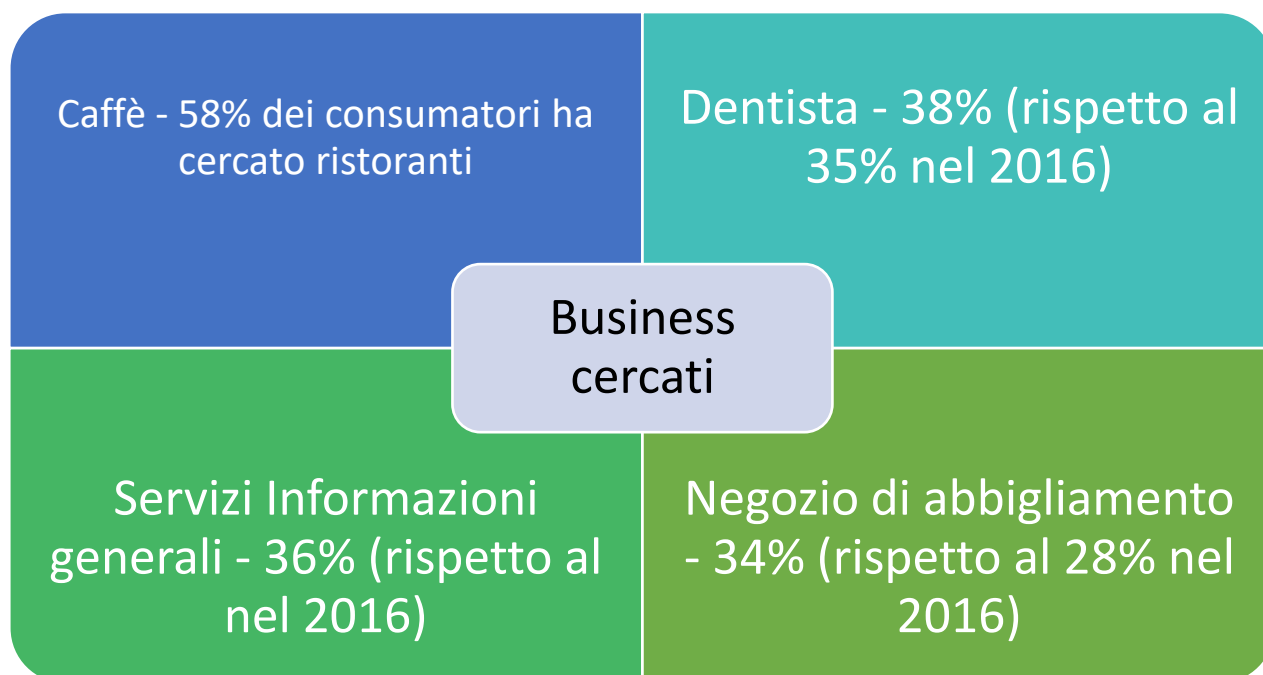 Caffè - 58% dei consumatori ha
cercato ristoranti
Dentista - 38% (rispetto al
35% nel 2016)
Business
cercati
Servizi Informazioni
generali - 36% (rispetto al
nel 2016)
Negozio di abbigliamento
- 34% (rispetto al 28% nel
2016)